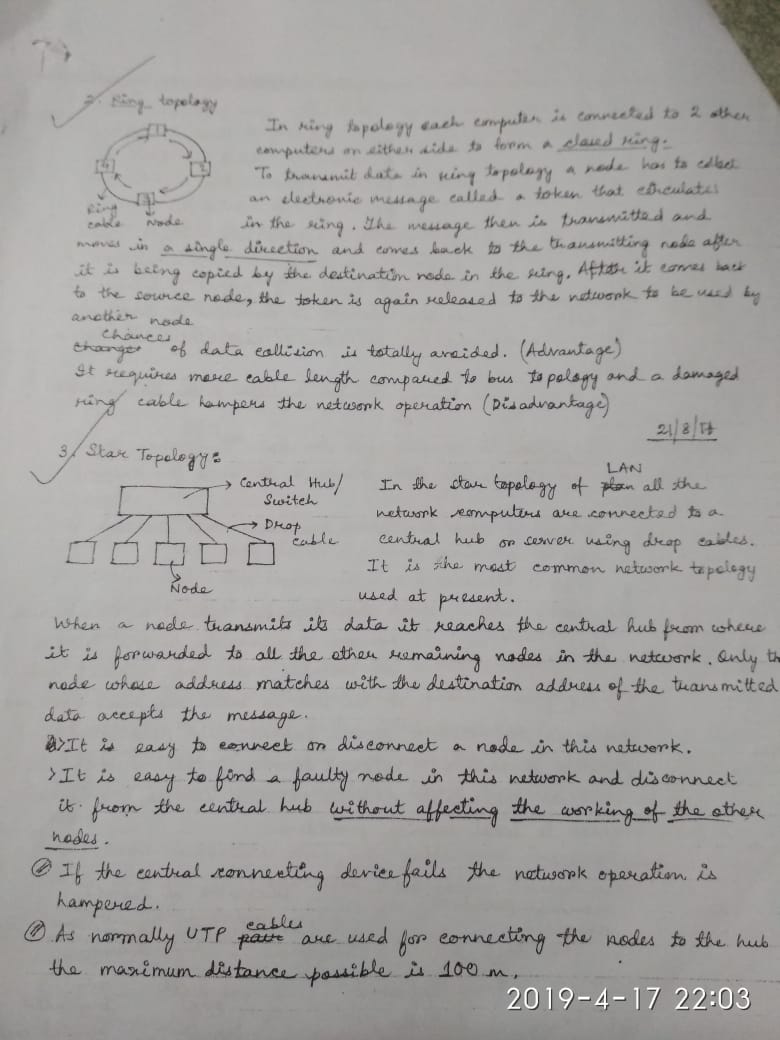 2. Ring topology
In ring topology each computer is connected to 2 other
computers on either side to form a closed ring.
To transmit data in ring topology a node has to collect
an electronic message called a token that circulates
in the ring. The message then is transmitted and
1
2
3
4
Ring cable
Node
moves in a single direction and comes back to the transmitting node after
it is being copied by the destination node in the ring. After it comes back
to the source node, the token is again released to the network to be used by
another node
Chances
changes of data collision is totally avoided. (Advantage)
It requires more cable length compared to bus topology and a damaged
ring cable hampers the network operation (Disadvantage)
3. Star Topology:
Central Hub/
Switch
Drop
cable
Node
LAN
In the star topology of plan all the
network computers are connected to a
central hub or server using drop cables.
It is the most common network topology
used at present.
When a node transmits its data it reaches the central hub from where
it is forwarded to all the other remaining nodes in the network. Only th
node whose address matches with the destination address of the transmitted
data accepts the message.
>It is easy to connect or disconnect a node in this network.
>It is easy to find a faulty node in this network and disconnect
it from the central hub without affecting the working of the other
nodes.
If the central connecting device fails the network operation is
hampered.
cables
As normally UTP are used for connecting the nodes to the hub
the maximum distance possible is 100 m.
2019-4-17 22:03